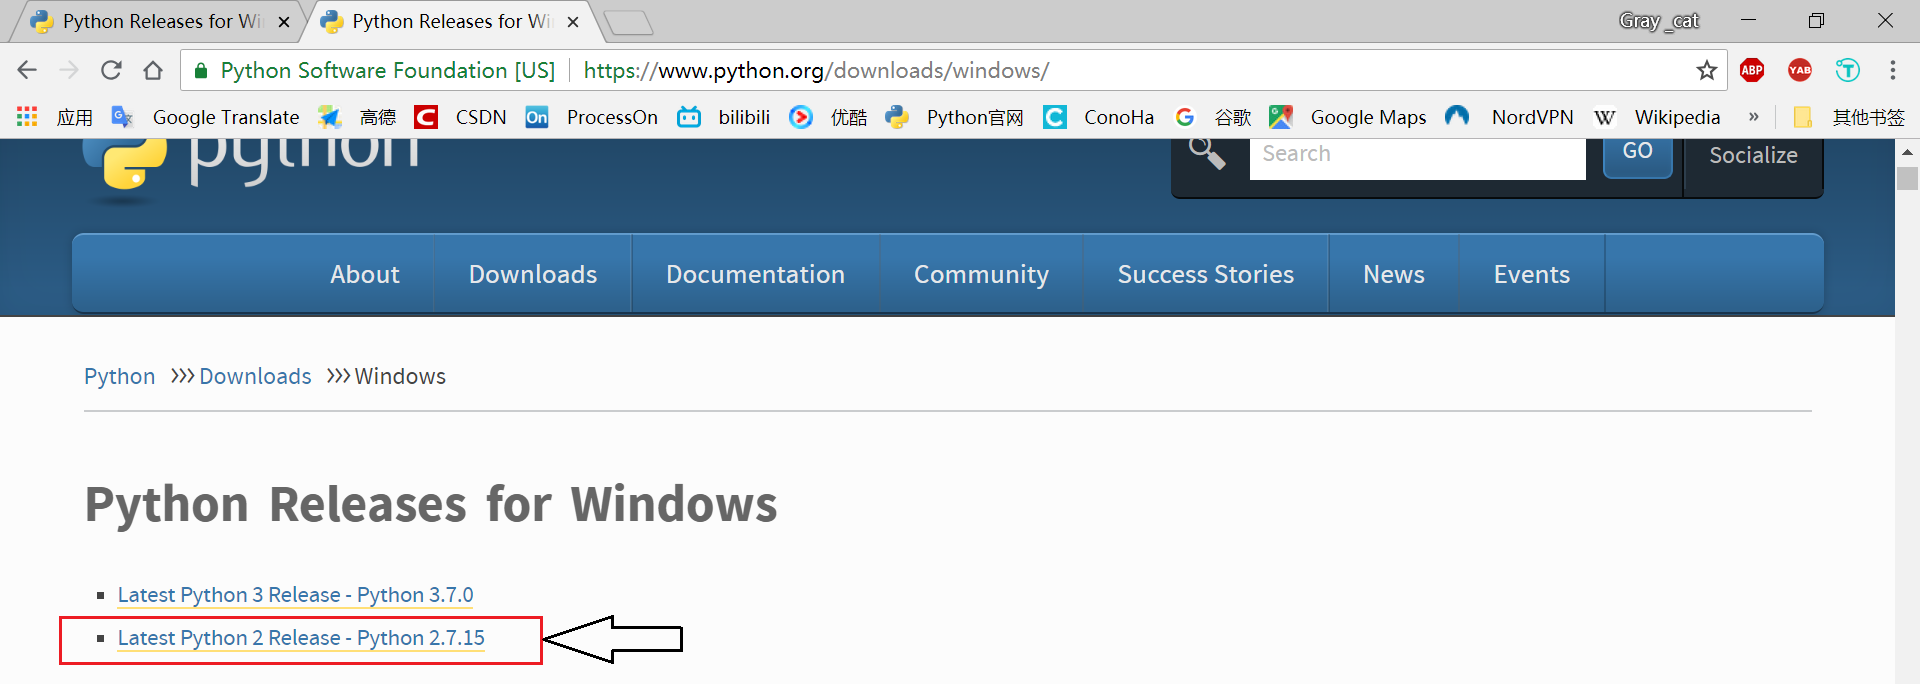 Python Releases for Wi
Python Releases for Wi
Gray_cat
Python Software Foundation [US] https://www.python.org/downloads/windows/
ABP YAB T
应用 Google Translate 高德 C CSDN On ProcessOn bilibili 优酷 Python官网 C ConoHa G 谷歌 Google Maps NordVPN W Wikipedia » 其他书签
python
Search
GO
Socialize
About Downloads Documentation Community Success Stories News Events
Python >>> Downloads >>> Windows
Python Releases for Windows
Latest Python 3 Release - Python 3.7.0
Latest Python 2 Release - Python 2.7.15